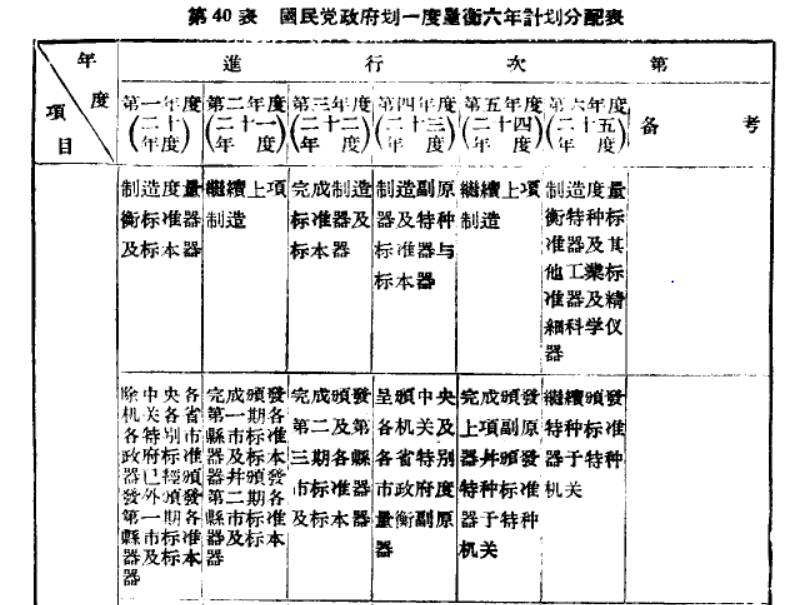 第40表　國民党政府划一度量衡六年計划分配表
年度
項目
進行次第
第一年度(二十年度)
第二年度(二十一年度)
第三年度(二十二年度)
第四年度(二十三年度)
第五年度(二十四年度)
第六年度(二十五年度)
备考
制造度量
衡标准器
及标本器
繼續上項
制造
完成制造
标准器及
标本器
制造副原
器及特种
标准器与
标本器
繼續上項
制造
制造度量
衡特种标
准器及其
他工業标
准器及精
細科学仪
器
除中央各
机关各省
各特别市
政府标准
器已經頒
發外頒發
第一期各
縣市标准
器及标本
器
完成頒發
第一期各
縣市标准
器及标本
器并頒發
第二期各
縣市标准
器及标本
器
完成頒發
第二及第
三期各縣
市标准器
及标本器
呈頒中央
各机关及
各省特别
市政府度
量衡副原
器
完成頒發
上項副原
器并頒發
特种标准
器于特种
机关
繼續頒發
特种标准
器于特种
机关